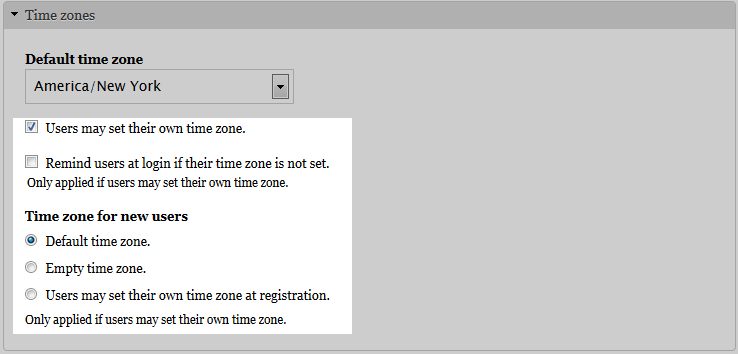 Time zones
Default time zone
America/New York
Users may set their own time zone.
Remind users at login if their time zone is not set.
Only applied if users may set their own time zone.
Time zone for new users
Default time zone.
Empty time zone.
Users may set their own time zone at registration.
Only applied if users may set their own time zone.